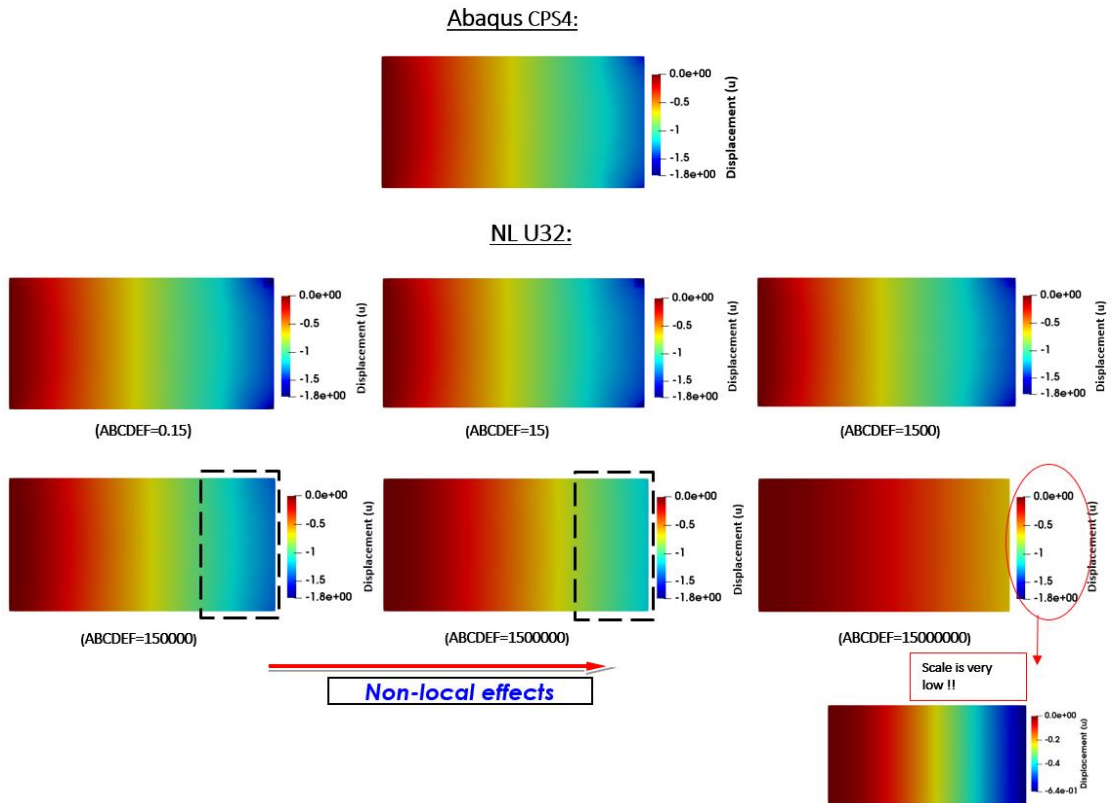 Abaqus CPS4:
0.0e+00
-0.5
-1
-1.5
-1.8e+00
Displacement (u)
NL U32:
0.0e+00
-0.5
-1
-1.5
-1.8e+00
Displacement (u)
(ABCDEF=0.15)
0.0e+00
-0.5
-1
-1.5
-1.8e+00
Displacement (u)
(ABCDEF=15)
0.0e+00
-0.5
-1
-1.5
-1.8e+00
Displacement (u)
(ABCDEF=1500)
0.0e+00
-0.5
-1
-1.5
-1.8e+00
Displacement (u)
(ABCDEF=150000)
0.0e+00
-0.5
-1
-1.5
-1.8e+00
Displacement (u)
(ABCDEF=1500000)
0.0e+00
-0.5
-1
-1.5
-1.8e+00
Displacement (u)
(ABCDEF=15000000)
Non-local effects
Scale is very
low !!
0.0e+00
-0.2
-0.4
-6.4e-01
Displacement (u)